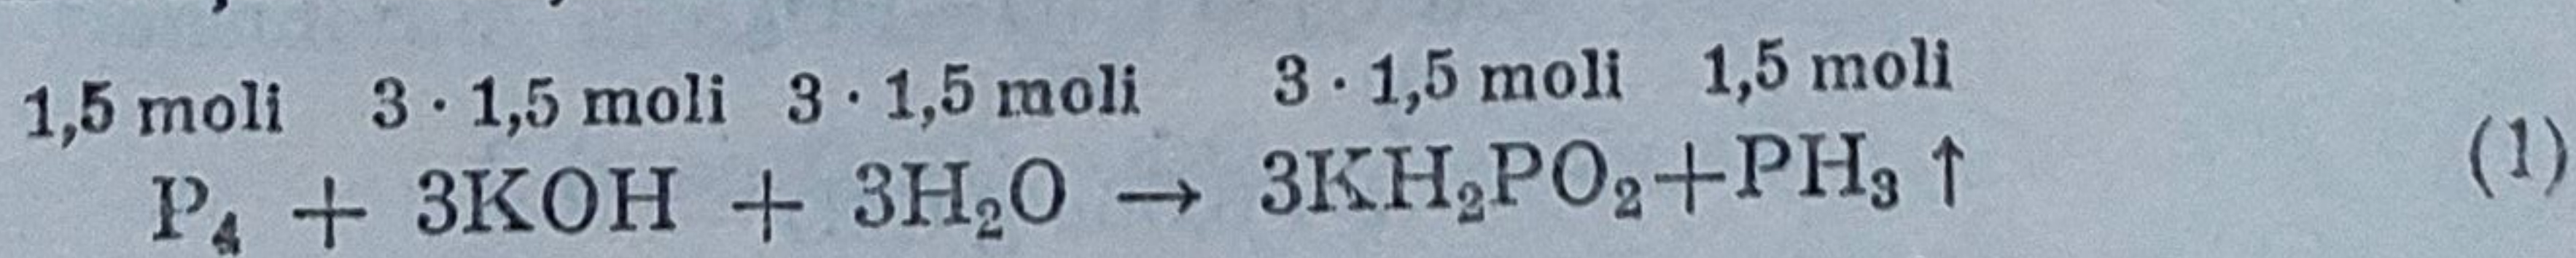 1,5 moli 3 · 1,5 moli 3 · 1,5 moli 3 · 1,5 moli 1,5 moli
P₄ + 3KOH + 3H₂O → 3KH₂PO₂+PH₃ ↑ (1)